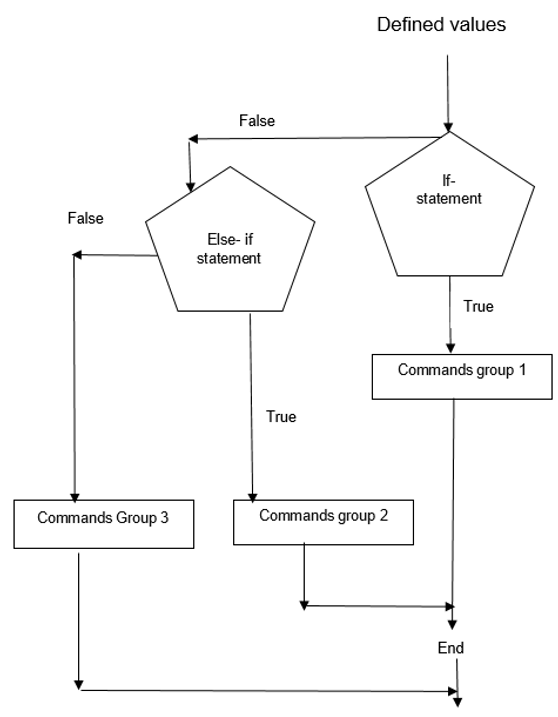 Defined values
False
If-
statement
False
Else- if
statement
True
Commands group 1
True
Commands Group 3
Commands group 2
End